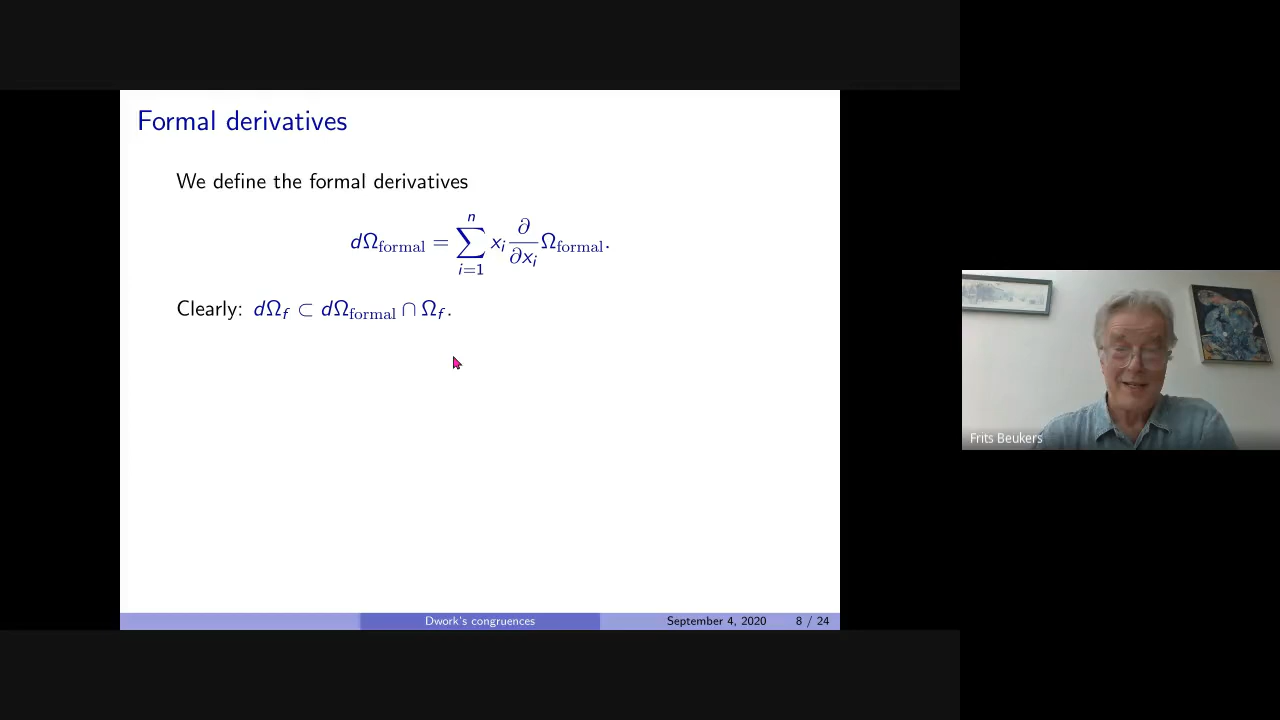 Formal derivatives
We define the formal derivatives
dΩ_formal = ∑_{i=1}^{n} x_i ∂/∂x_i Ω_formal.
Clearly: dΩ_f ⊂ dΩ_formal ∩ Ω_f.
Frits Beukers
Dwork's congruences September 4, 2020 8 / 24